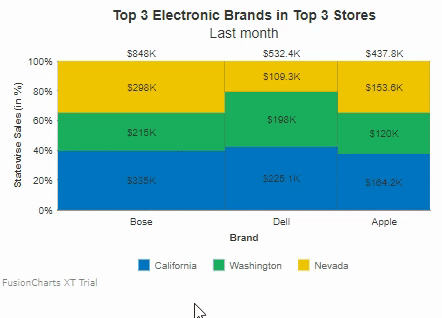 Top 3 Electronic Brands in Top 3 Stores
Last month
$848K $532.4K $437.8K
100%
80%
60%
40%
20%
0%
Statewise Sales (in %)
$298K $109.3K $153.6K
$215K $198K $120K
$335K $225.1K $164.2K
Bose Dell Apple
Brand
California Washington Nevada
FusionCharts XT Trial